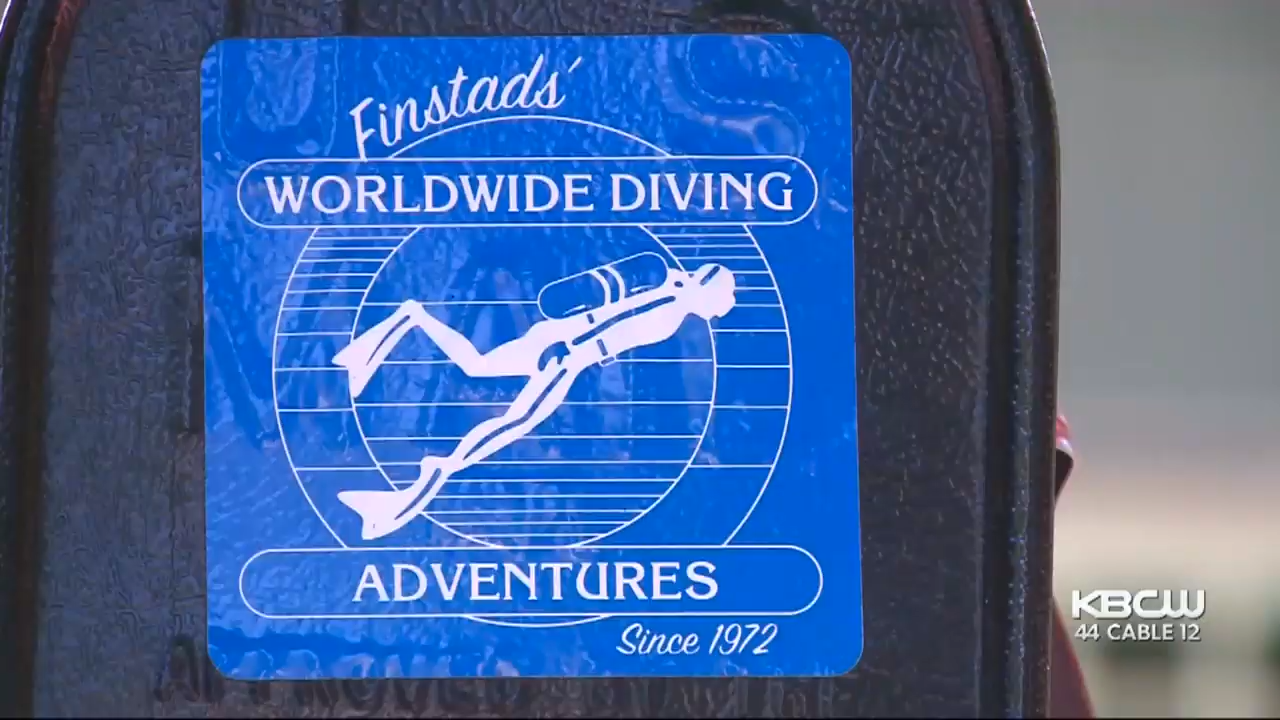 Finstads'
WORLDWIDE DIVING
ADVENTURES
Since 1972
KBCW
44 CABLE 12